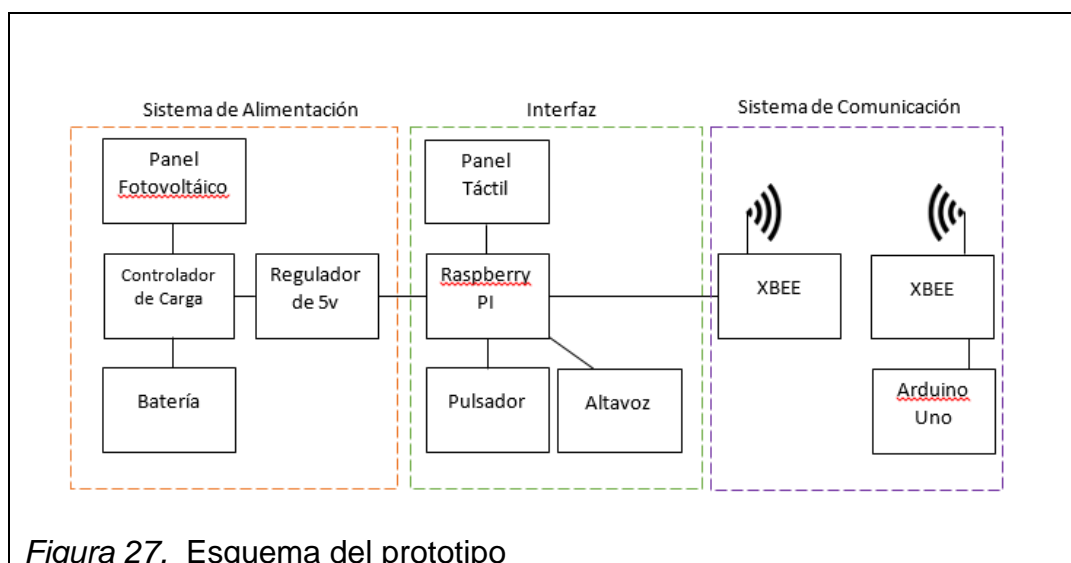 Sistema de Alimentación
Interfaz
Sistema de Comunicación
Panel
Fotovoltáico
Controlador
de Carga
Regulador
de 5v
Batería
Panel
Táctil
Raspberry
PI
Pulsador
Altavoz
XBEE
XBEE
Arduino
Uno
Figura 27. Esquema del prototipo